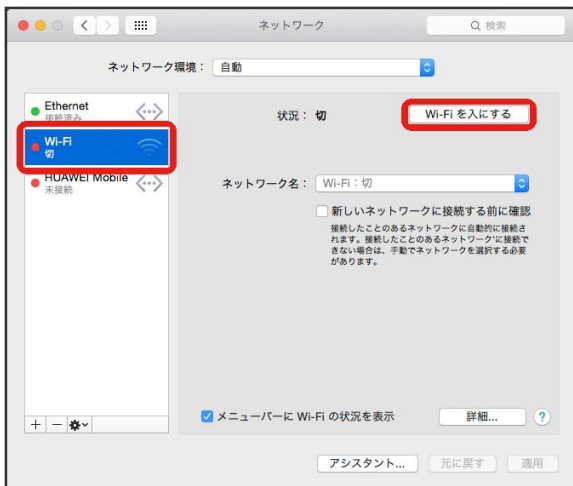 ネットワーク
検索
ネットワーク環境： 自動
Ethernet
接続済み
Wi-Fi
切
HUAWEI Mobile
未接続
状況： 切
Wi-Fi を入にする
ネットワーク名： Wi-Fi：切
新しいネットワークに接続する前に確認
接続したことのあるネットワークに自動的に接続さ
れます。接続したことのあるネットワークに接続で
きない場合は、手動でネットワークを選択する必要
があります。
メニューバーに Wi-Fi の状況を表示
詳細...
?
アシスタント...
元に戻す
適用